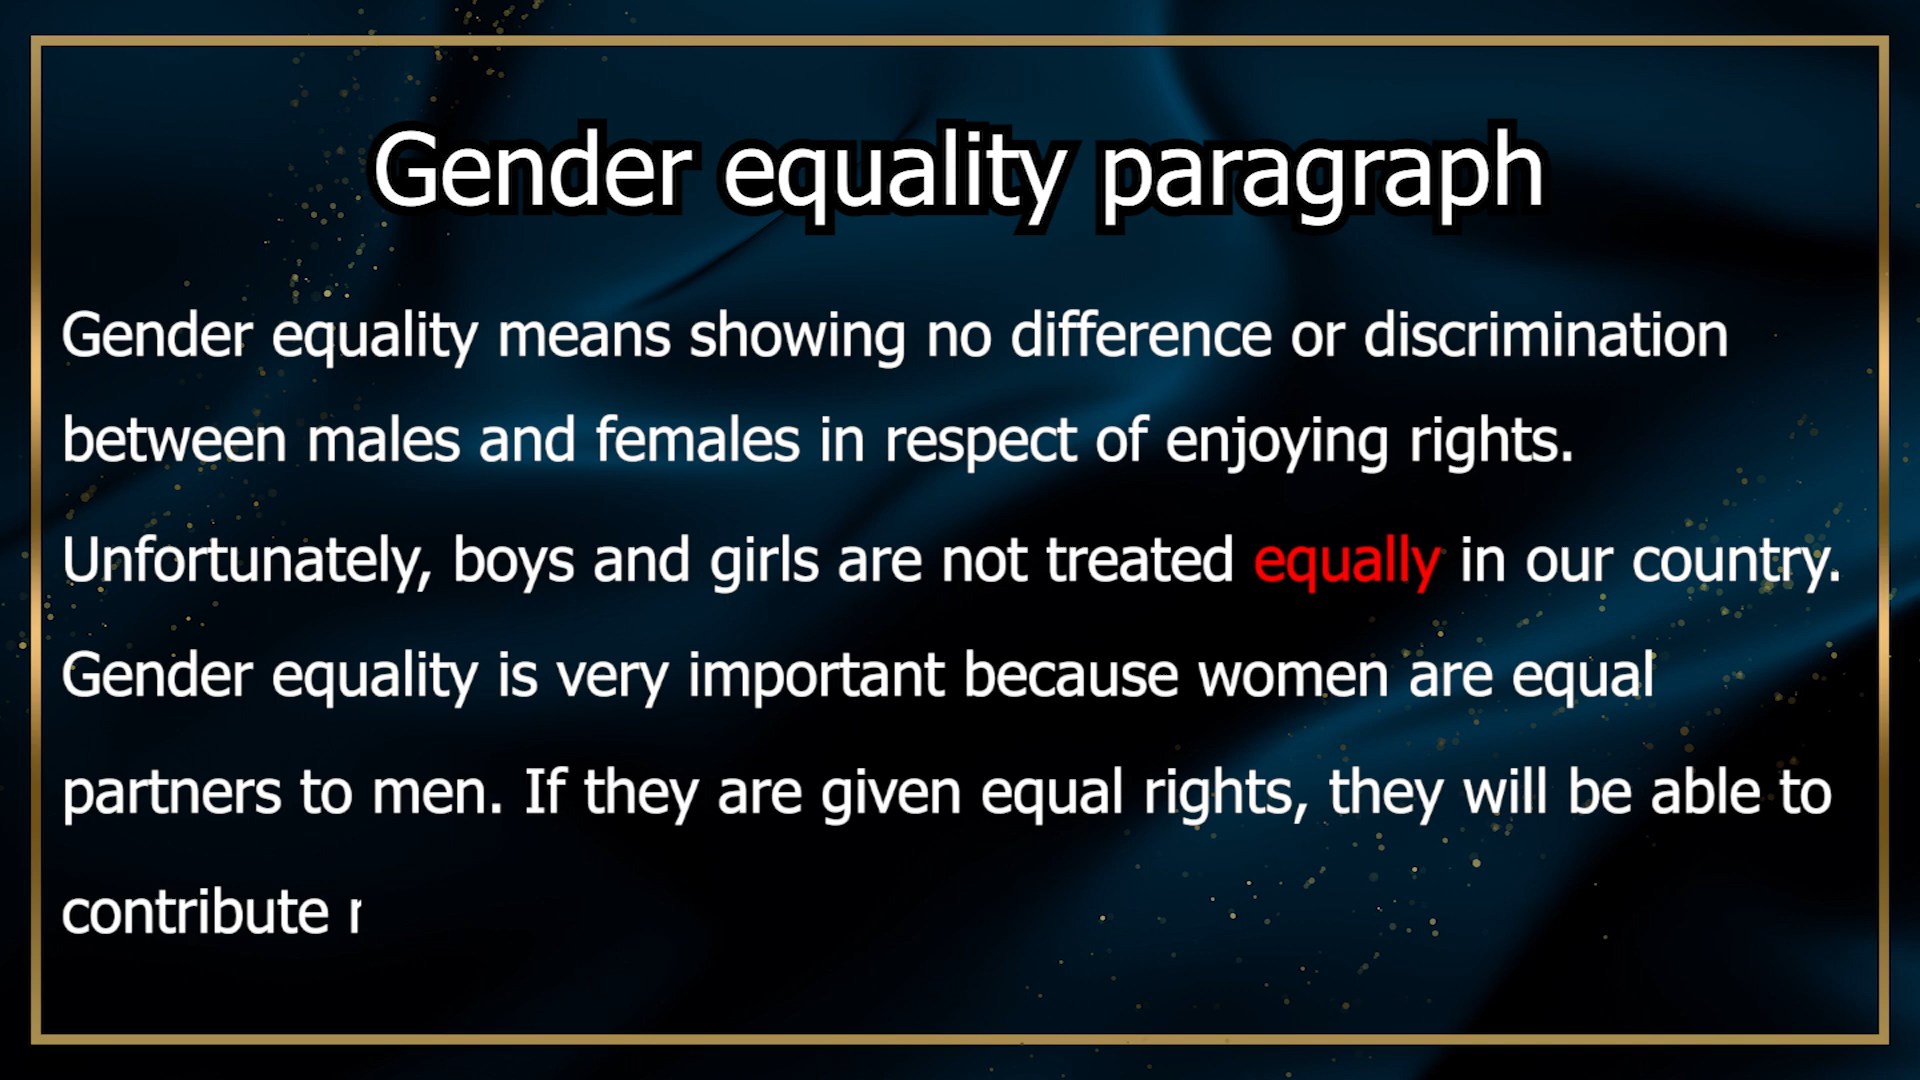 Gender equality paragraph
Gender equality means showing no difference or discrimination
between males and females in respect of enjoying rights.
Unfortunately, boys and girls are not treated equally in our country.
Gender equality is very important because women are equal
partners to men. If they are given equal rights, they will be able to
contribute